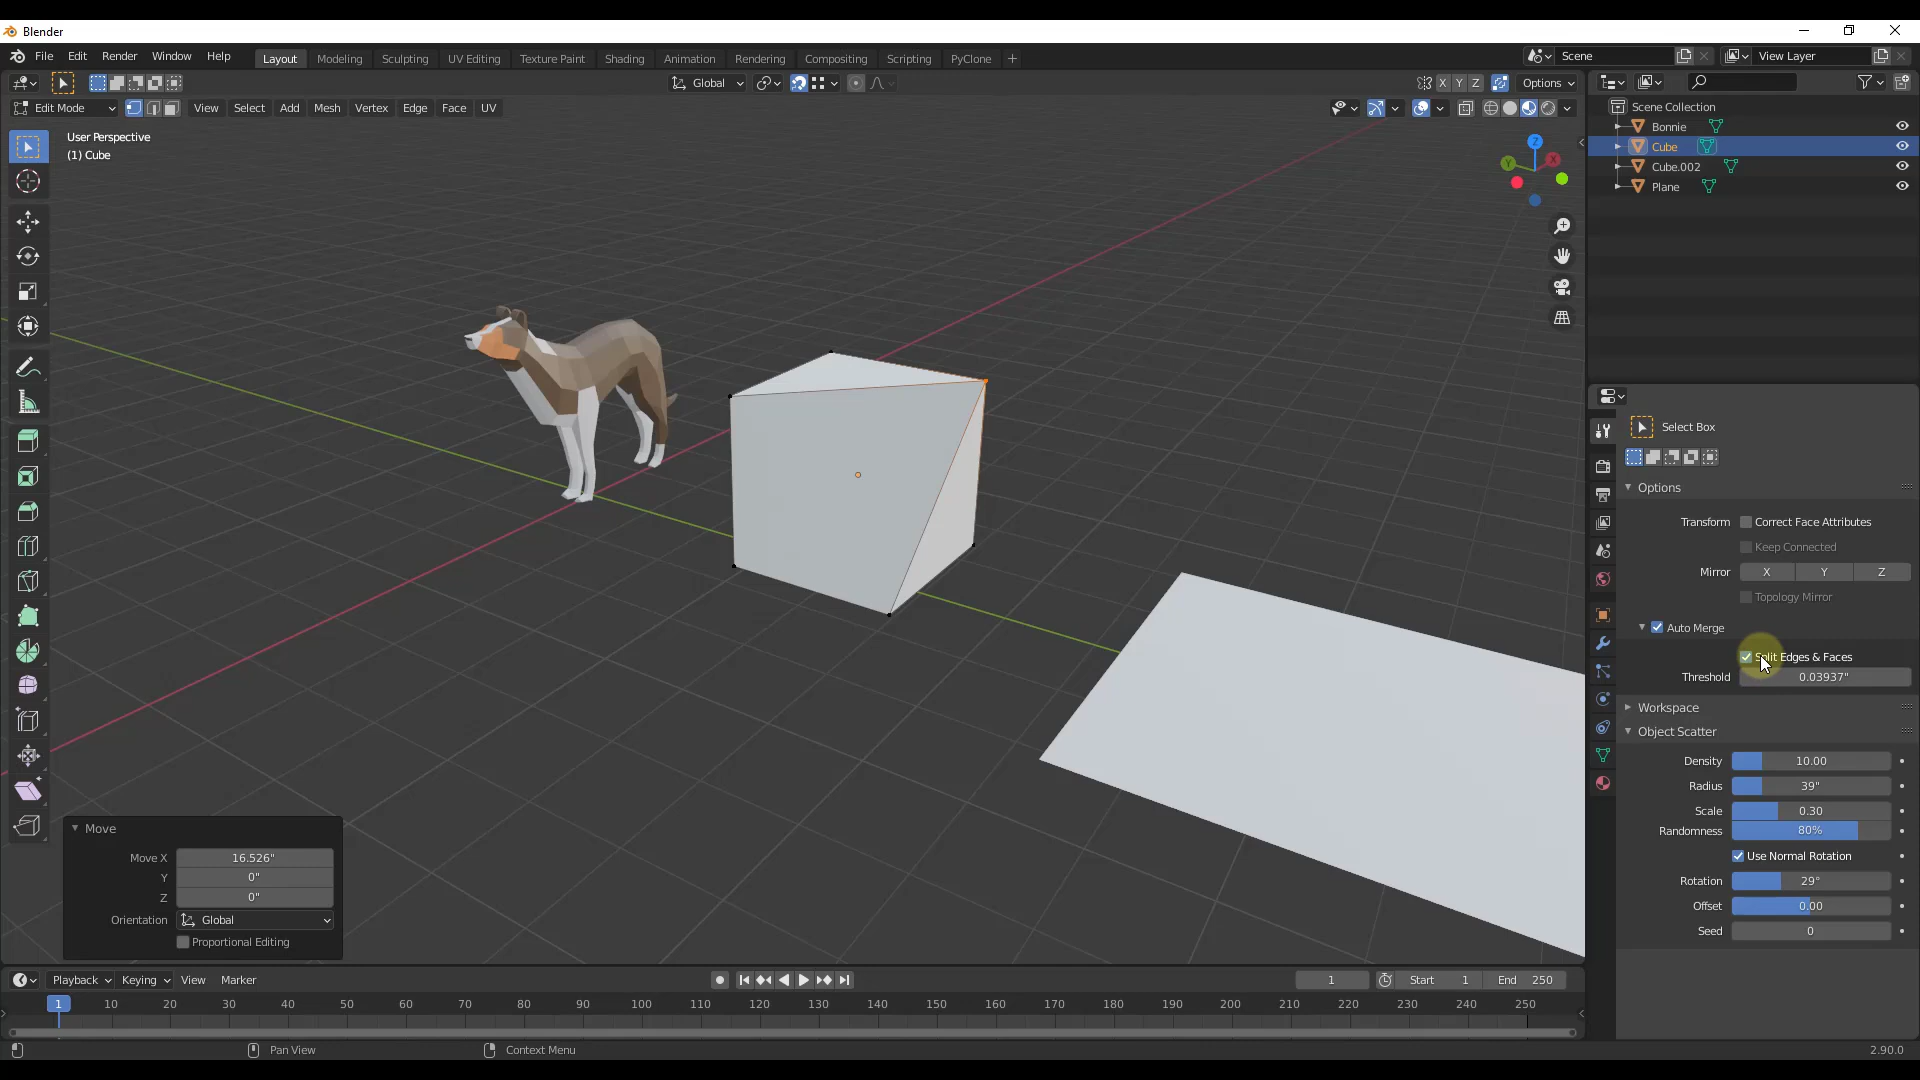 Blender
File Edit Render Window Help Layout Modeling Sculpting UV Editing Texture Paint Shading Animation Rendering Compositing Scripting PyClone + Scene View Layer
Global X Y Z Options
Edit Mode View Select Add Mesh Vertex Edge Face UV
User Perspective
(1) Cube
Z
Y X
Scene Collection
Bonnie
Cube
Cube.002
Plane
Select Box
Options
Transform Correct Face Attributes
Keep Connected
Mirror X Y Z
Topology Mirror
Auto Merge
Split Edges & Faces
Threshold 0.03937"
Workspace
Object Scatter
Density 10.00
Radius 39"
Scale 0.30
Randomness 80%
Use Normal Rotation
Rotation 29°
Offset 0.00
Seed 0
Move
Move X 16.526"
Y 0"
Z 0"
Orientation Global
Proportional Editing
Playback Keying View Marker 1 Start 1 End 250
1 10 20 30 40 50 60 70 80 90 100 110 120 130 140 150 160 170 180 190 200 210 220 230 240 250
Pan View Context Menu 2.90.0